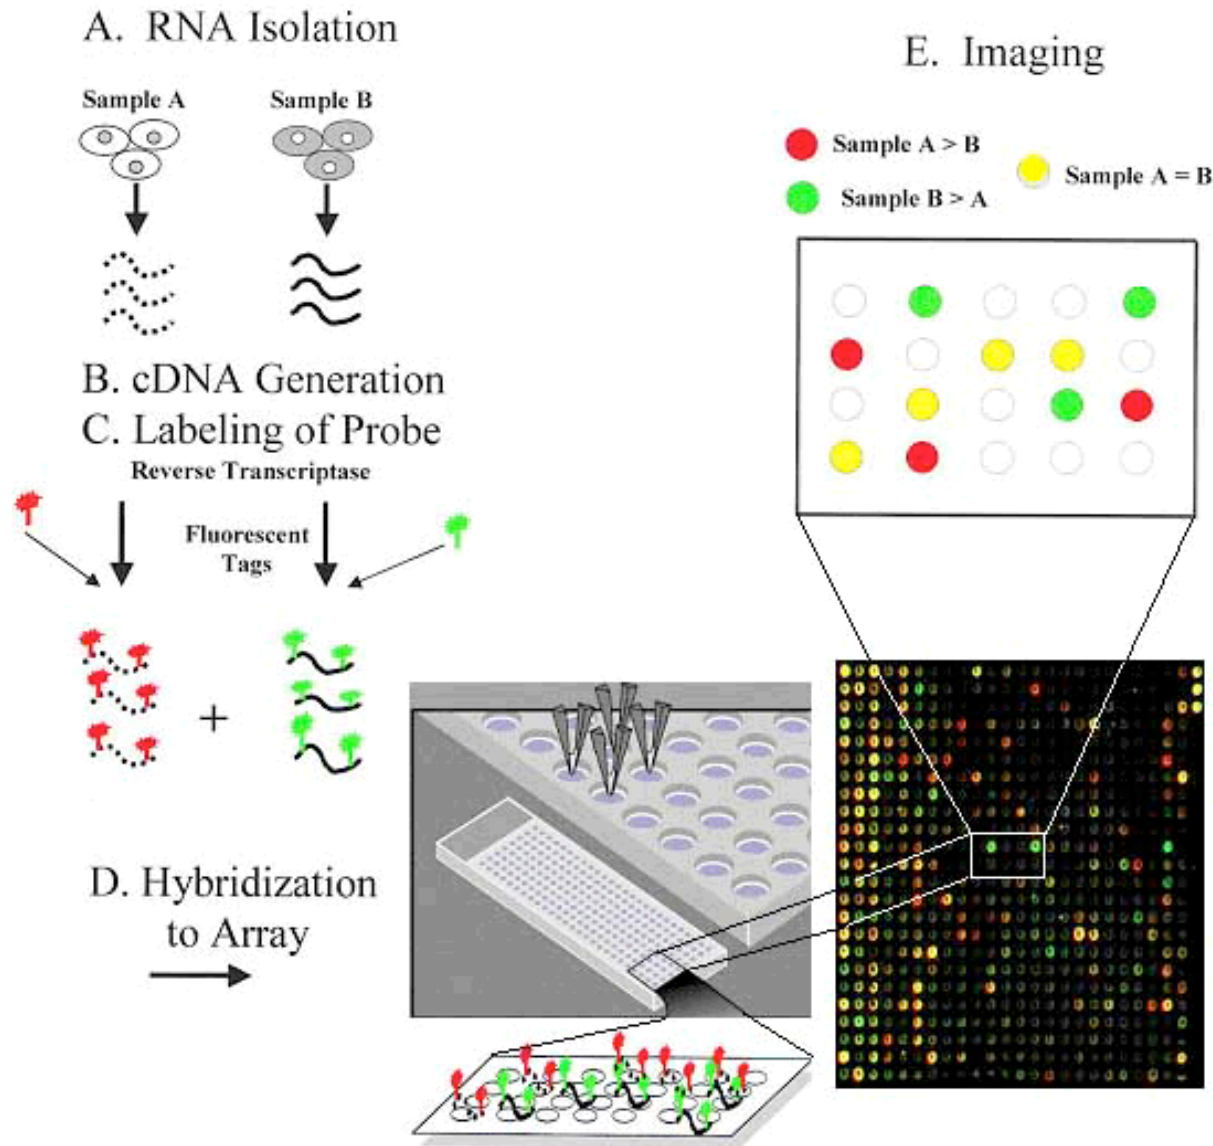 A. RNA Isolation
Sample A
Sample B
B. cDNA Generation
C. Labeling of Probe
Reverse Transcriptase
Fluorescent
Tags
+
D. Hybridization
to Array
E. Imaging
Sample A > B
Sample A = B
Sample B > A